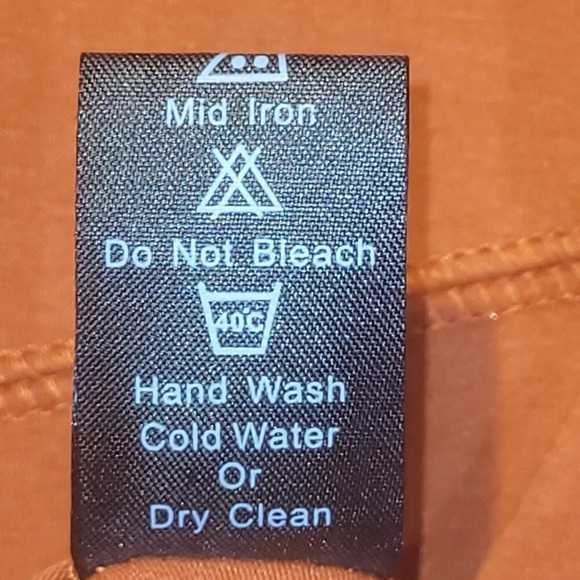 Mid Iron
Do Not Bleach
40C
Hand Wash
Cold Water
Or
Dry Clean